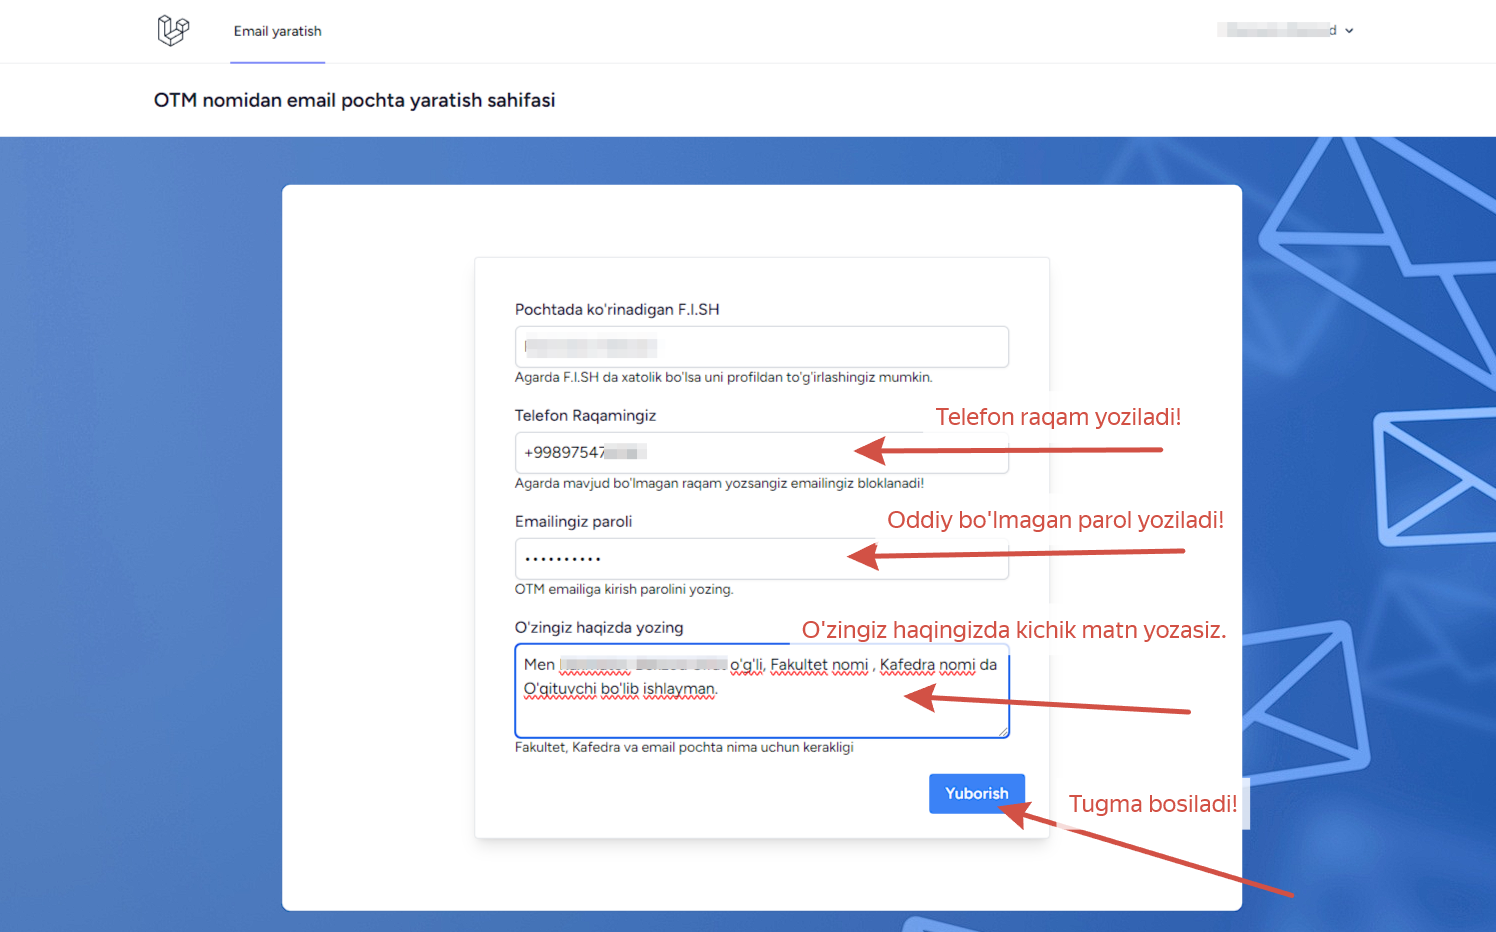 Email yaratish
OTM nomidan email pochta yaratish sahifasi
Pochtada ko'rinadigan F.I.SH
Agarda F.I.SH da xatolik bo'lsa uni profildan to'g'irlashingiz mumkin.
Telefon Raqamingiz
Telefon raqam yoziladi!
+99897547
Agarda mavjud bo'lmagan raqam yozsangiz emailingiz bloklanadi!
Emailingiz paroli
Oddiy bo'lmagan parol yoziladi!
••••••••••
OTM emailiga kirish parolini yozing.
O'zingiz haqizda yozing
O'zingiz haqingizda kichik matn yozasiz.
Men o'g'li, Fakultet nomi , Kafedra nomi da
O'qituvchi bo'lib ishlayman.
Fakultet, Kafedra va email pochta nima uchun kerakligi
Yuborish
Tugma bosiladi!